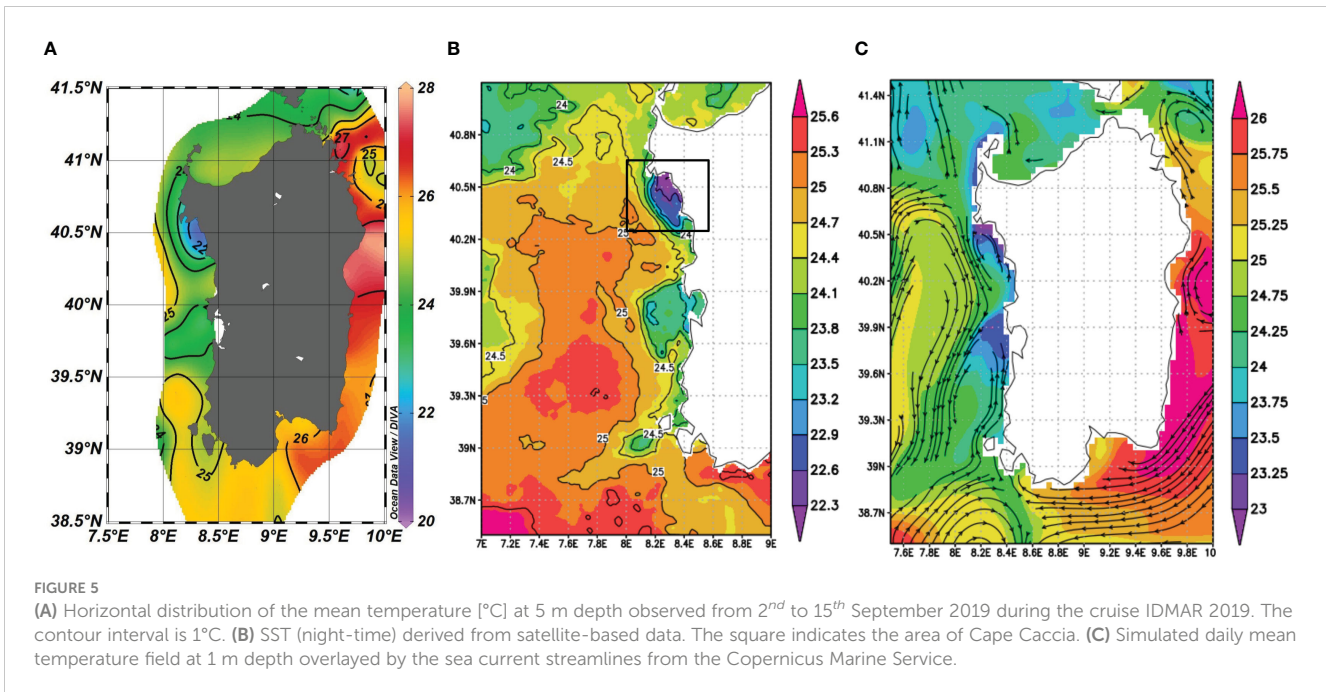 A
B
C
41.5°N
41°N
40.5°N
40°N
39.5°N
39°N
38.5°N
7.5°E 8°E 8.5°E 9°E 9.5°E 10°E
27
25
22
25
26
25
28
26
24
22
20
Ocean Data View / DIVA
40.8N
40.5N
40.2N
39.9N
39.6N
39.3N
39N
38.7N
7E 7.2E 7.4E 7.6E 7.8E 8E 8.2E 8.4E 8.6E 8.8E 9E
24
24.5
24
25
24
25
24.5
24.5
25
24.5
25
25.6
25.3
25
24.7
24.4
24.1
23.8
23.5
23.2
22.9
22.6
22.3
41.4N
41.1N
40.8N
40.5N
40.2N
39.9N
39.6N
39.3N
39N
38.7N
7.6E 7.8E 8E 8.2E 8.4E 8.6E 8.8E 9E 9.2E 9.4E 9.6E 9.8E 10
26
25.75
25.5
25.25
25
24.75
24.25
24
23.75
23.5
23.25
23
FIGURE 5
(A) Horizontal distribution of the mean temperature [°C] at 5 m depth observed from 2nd to 15th September 2019 during the cruise IDMAR 2019. The
contour interval is 1°C. (B) SST (night-time) derived from satellite-based data. The square indicates the area of Cape Caccia. (C) Simulated daily mean
temperature field at 1 m depth overlayed by the sea current streamlines from the Copernicus Marine Service.